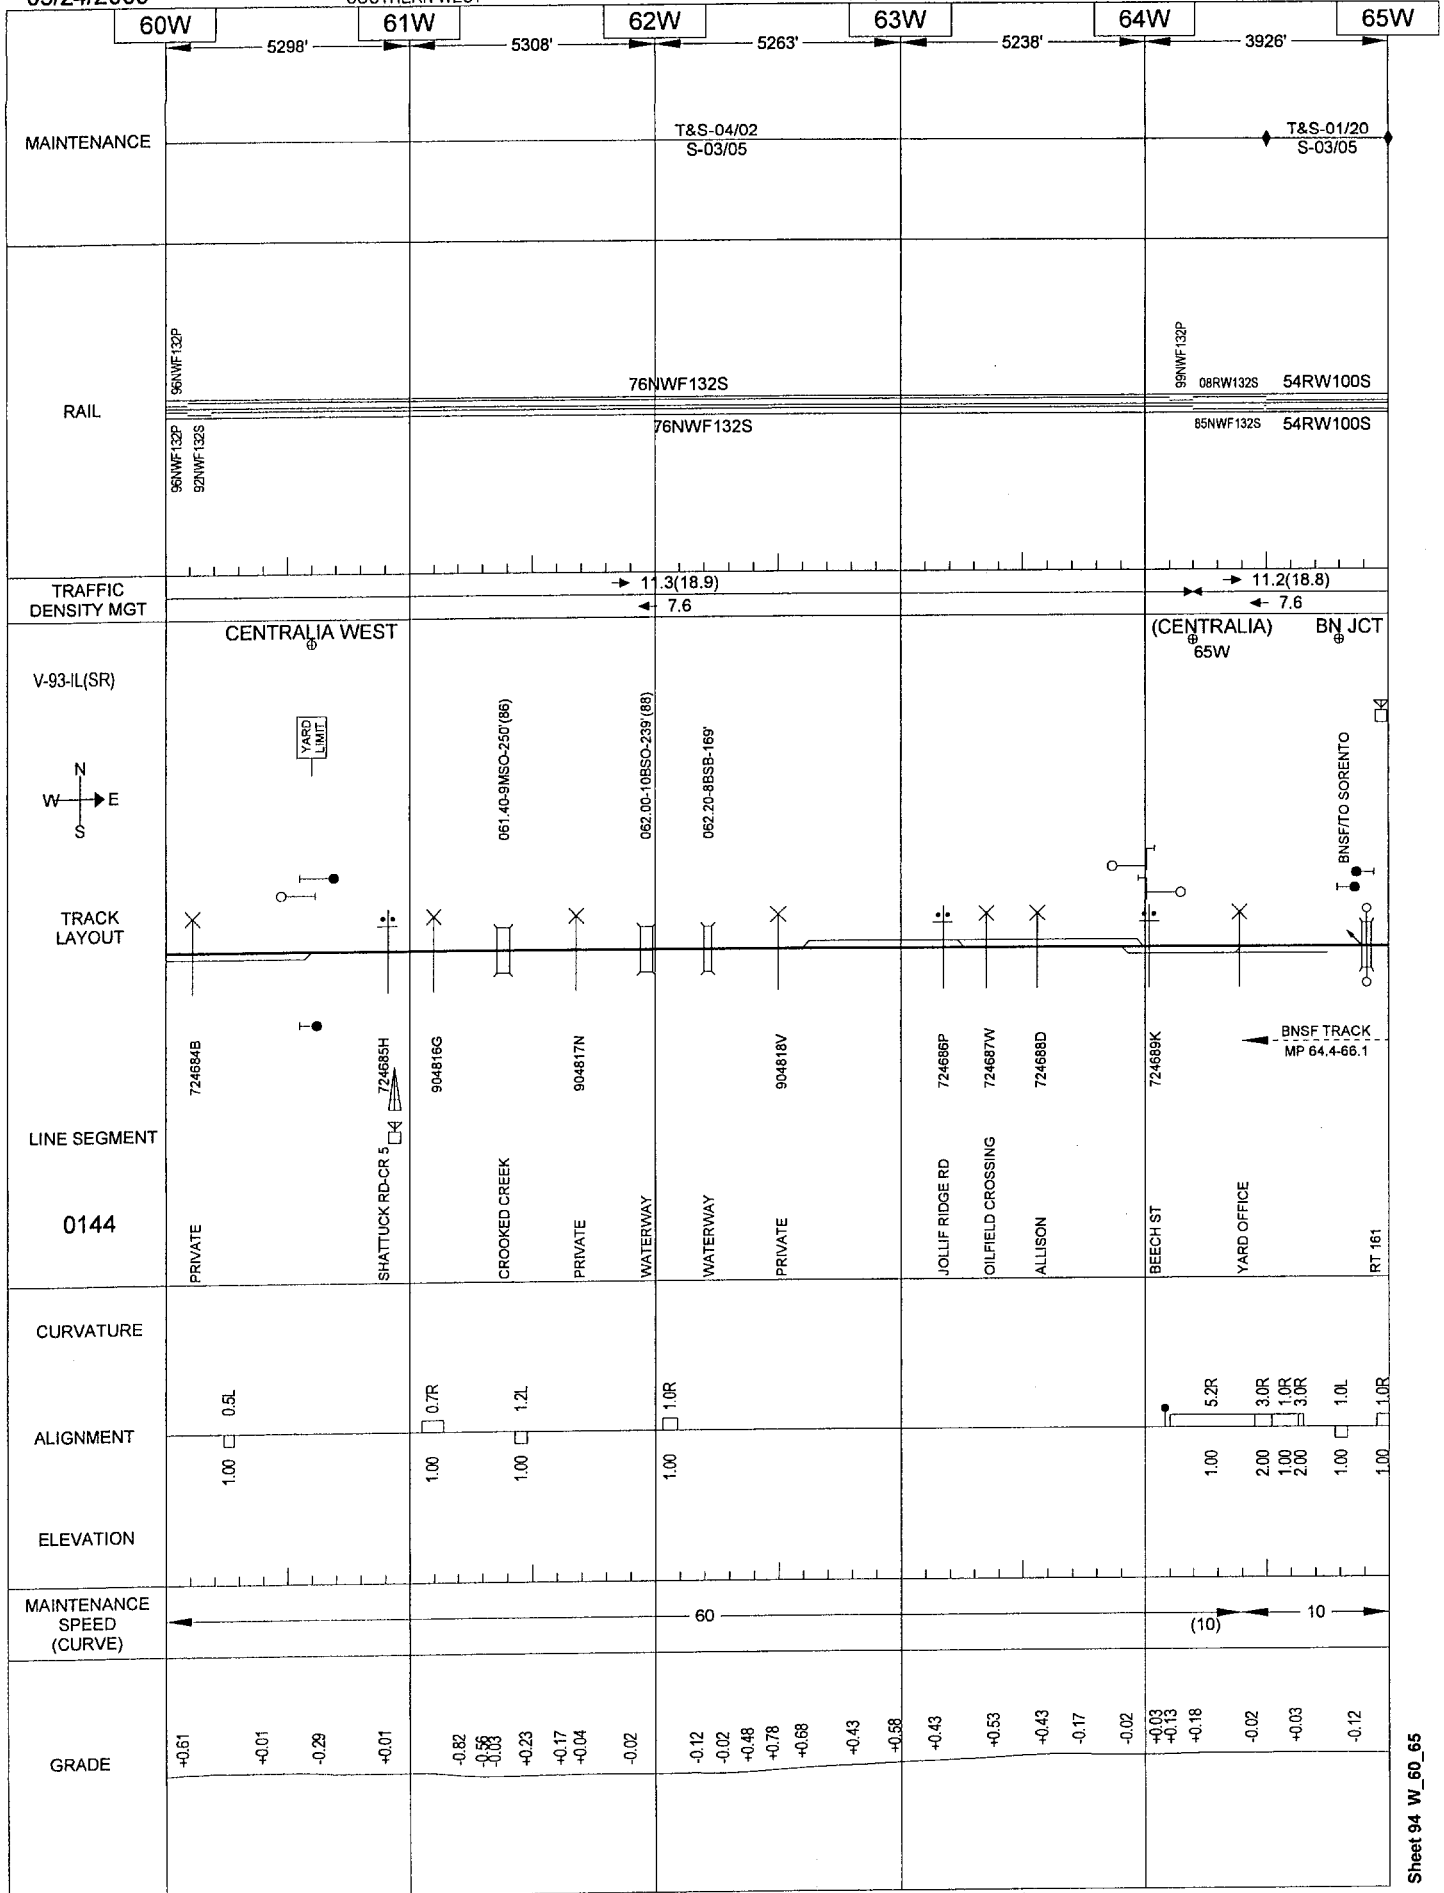 60W 61W 62W 63W 64W 65W
5298' 5308' 5263' 5238' 3926'
MAINTENANCE
T&S-04/02
S-03/05
T&S-01/20
S-03/05
RAIL
96NWF132P
96NWF132P
92NWF132S
76NWF132S
76NWF132S
99NWF132P
08RW132S
54RW100S
85NWF132S
54RW100S
TRAFFIC
DENSITY MGT
11.3(18.9)
7.6
11.2(18.8)
7.6
CENTRALIA WEST
(CENTRALIA)
65W
BN JCT
V-93-IL(SR)
YARD
LIMIT
N
W E
S
061.40-9MSO-250'(86)
062.00-10BSO-239'(88)
062.20-8BSB-169'
BNSF/TO SORENTO
TRACK
LAYOUT
724684B
724685H
904816G
904817N
904818V
724686P
724687W
724688D
724689K
BNSF TRACK
MP 64.4-66.1
LINE SEGMENT
0144
PRIVATE
SHATTUCK RD-CR 5
CROOKED CREEK
PRIVATE
WATERWAY
WATERWAY
PRIVATE
JOLLIF RIDGE RD
OILFIELD CROSSING
ALLISON
BEECH ST
YARD OFFICE
RT 161
CURVATURE
0.5L 0.7R 1.2L 1.0R 5.2R 3.0R 1.0R 3.0R 1.0L 1.0R
ALIGNMENT
1.00 1.00 1.00 1.00 1.00 2.00 1.00 2.00 1.00 1.00
ELEVATION
MAINTENANCE
SPEED
(CURVE)
60
(10)
10
GRADE
+0.61 +0.01 -0.29 +0.01 -0.82 -0.56 -0.03 +0.23 +0.17 +0.04 -0.02 -0.12 -0.02 +0.48 +0.78 +0.68 +0.43 +0.58 +0.43 +0.53 +0.43 -0.17 -0.02 +0.03 +0.13 +0.18 -0.02 +0.03 -0.12
Sheet 94 W_60_65